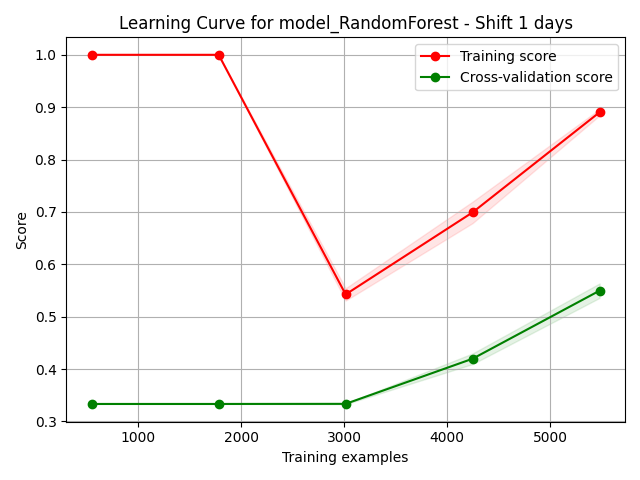 Learning Curve for model_RandomForest - Shift 1 days
Training score
Cross-validation score
Score
1.0
0.9
0.8
0.7
0.6
0.5
0.4
0.3
1000 2000 3000 4000 5000
Training examples